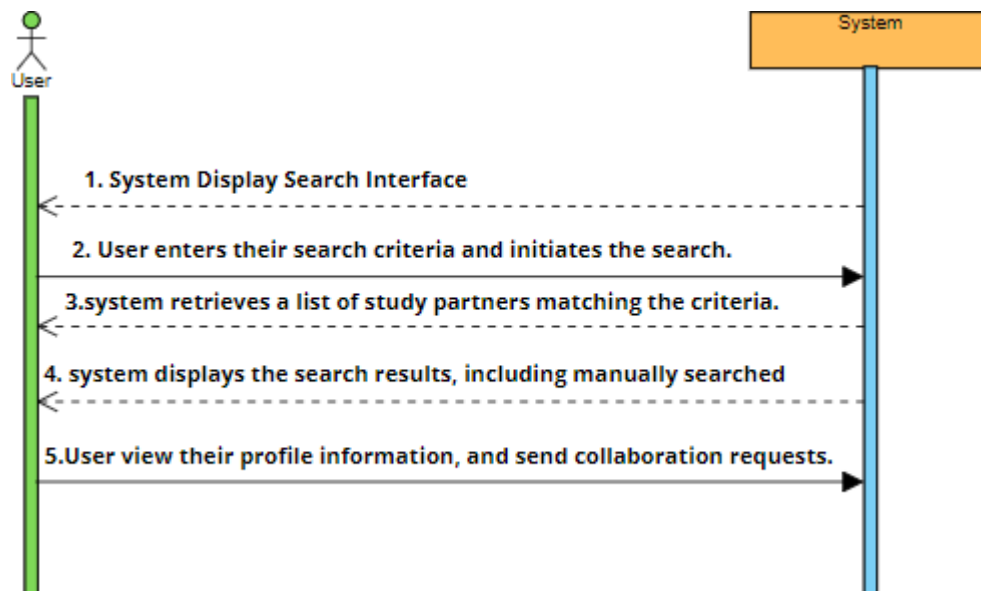 User
System
1. System Display Search Interface
2. User enters their search criteria and initiates the search.
3.system retrieves a list of study partners matching the criteria.
4. system displays the search results, including manually searched
5.User view their profile information, and send collaboration requests.